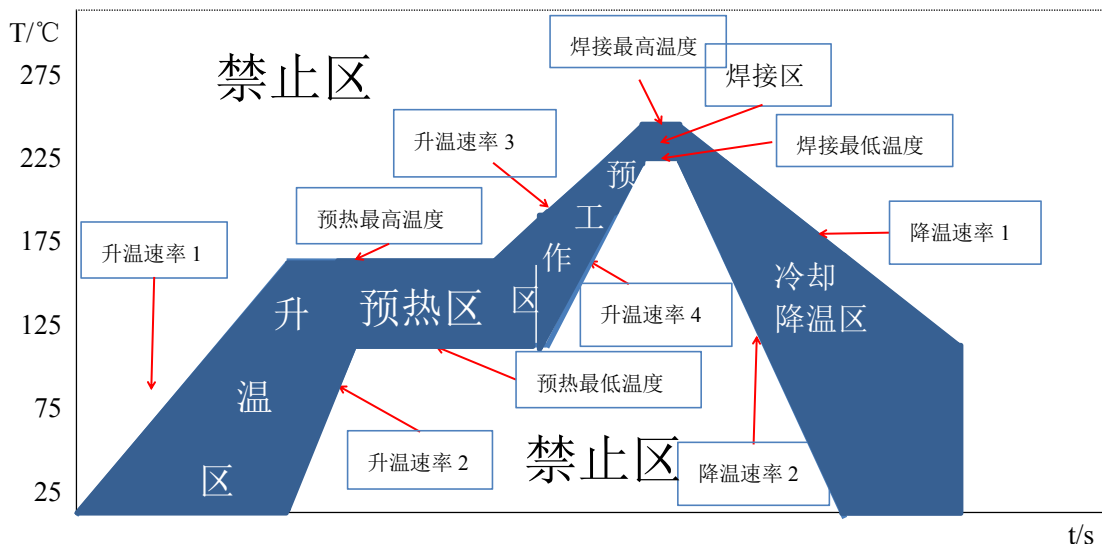 T/℃
焊接最高温度
275
焊接区
禁止区
升温速率 3
焊接最低温度
225
预
预热最高温度
工
175
升温速率 1
降温速率 1
作
冷却
升
预热区
区
升温速率 4
降温区
125
预热最低温度
温
75
禁止区
升温速率 2
降温速率 2
区
25
t/s